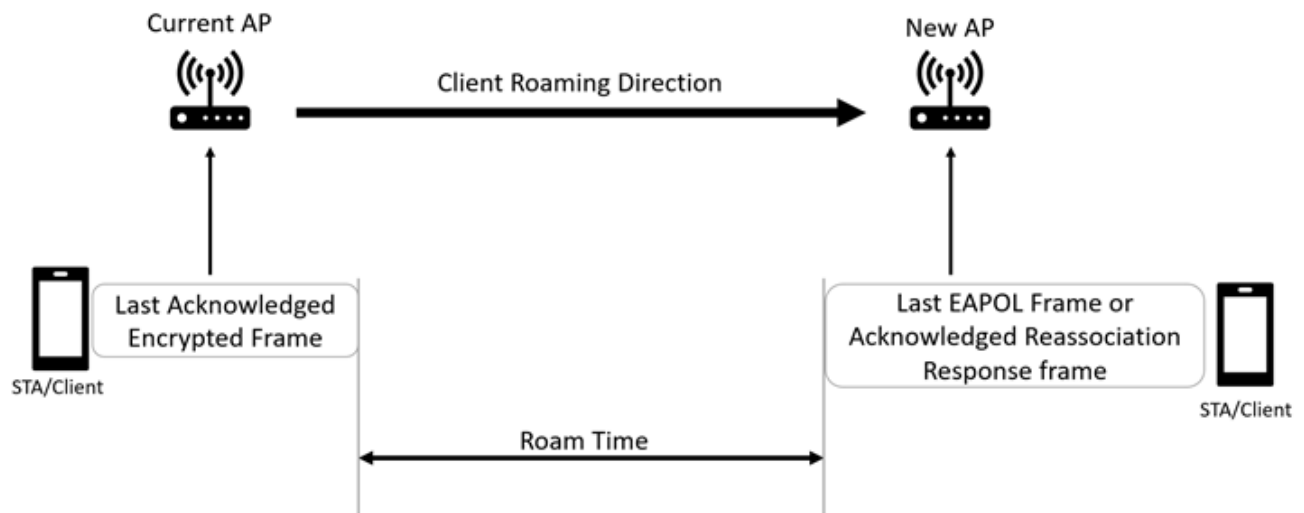 Current AP
New AP
Client Roaming Direction
Last Acknowledged
Encrypted Frame
STA/Client
Last EAPOL Frame or
Acknowledged Reassociation
Response frame
STA/Client
Roam Time